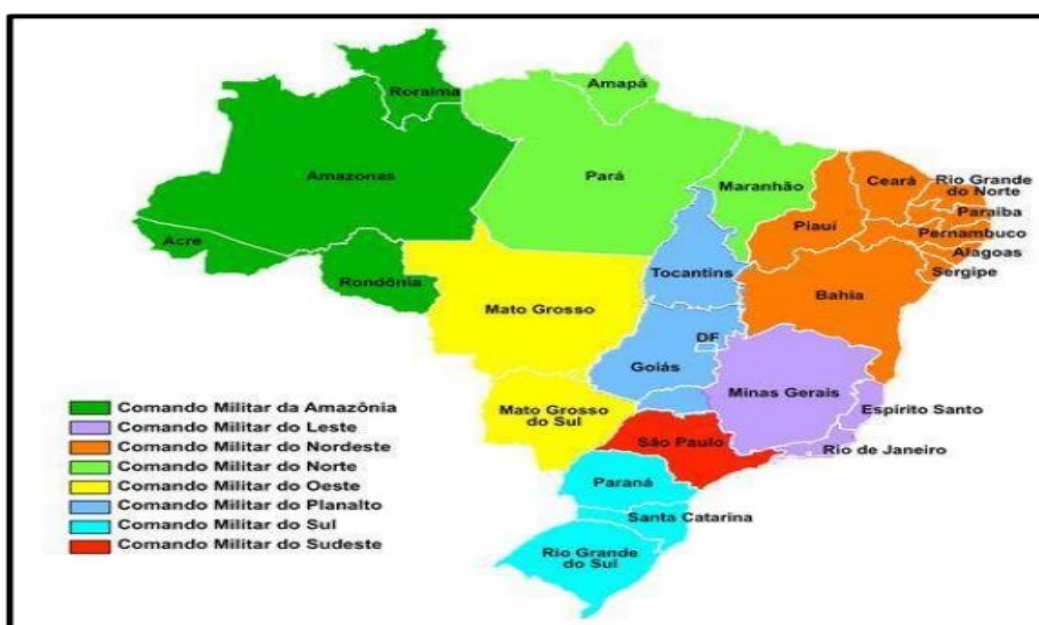 Roraima
Amapá
Amazonas
Pará
Maranhão
Ceará
Rio Grande
do Norte
Paraiba
Piauí
Pernambuco
Alagoas
Acre
Rondônia
Tocantins
Sergipe
Bahia
Mato Grosso
DF
Goiás
Minas Gerais
Espírito Santo
Mato Grosso
do Sul
São Paulo
Rio de Janeiro
Paraná
Santa Catarina
Rio Grande
do Sul
Comando Militar da Amazônia
Comando Militar do Leste
Comando Militar do Nordeste
Comando Militar do Norte
Comando Militar do Oeste
Comando Militar do Planalto
Comando Militar do Sul
Comando Militar do Sudeste